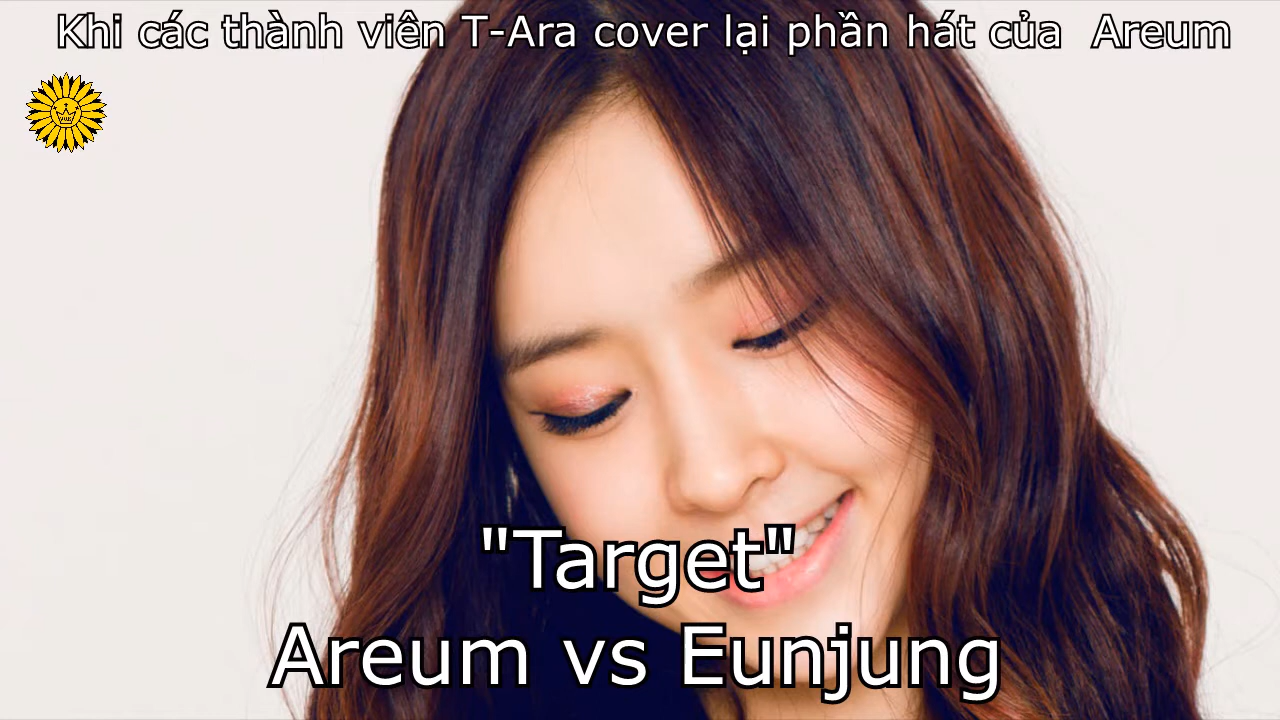 Khi các thành viên T-Ara cover lại phần hát của  Areum
"Target"
Areum vs Eunjung